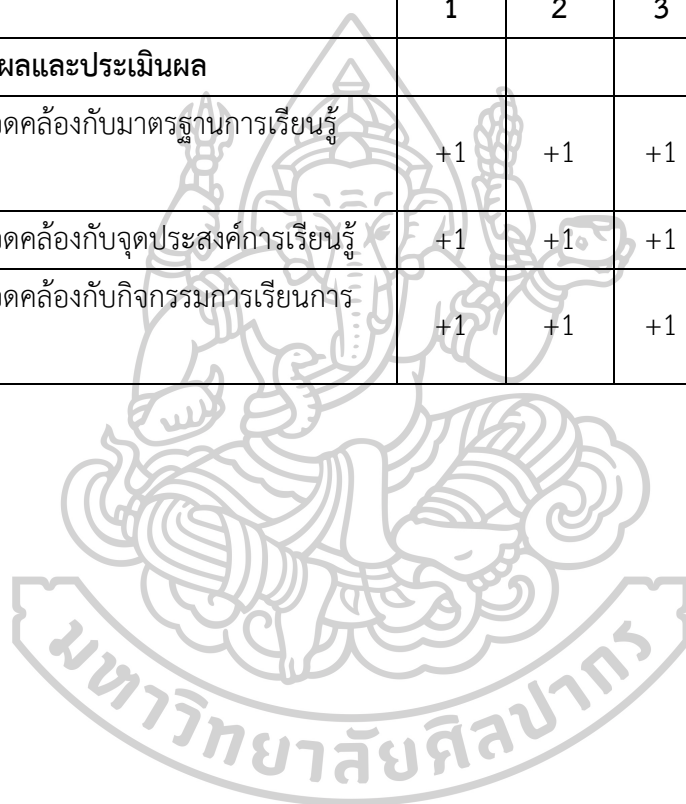 1 2 3
ผลและประเมินผล
ดคล้องกับมาตรฐานการเรียนรู้
+1 +1 +1
ดคล้องกับจุดประสงค์การเรียนรู้ +1 +1 +1
ดคล้องกับกิจกรรมการเรียนการ
+1 +1 +1
มหาวิทยาลัยศิลปากร